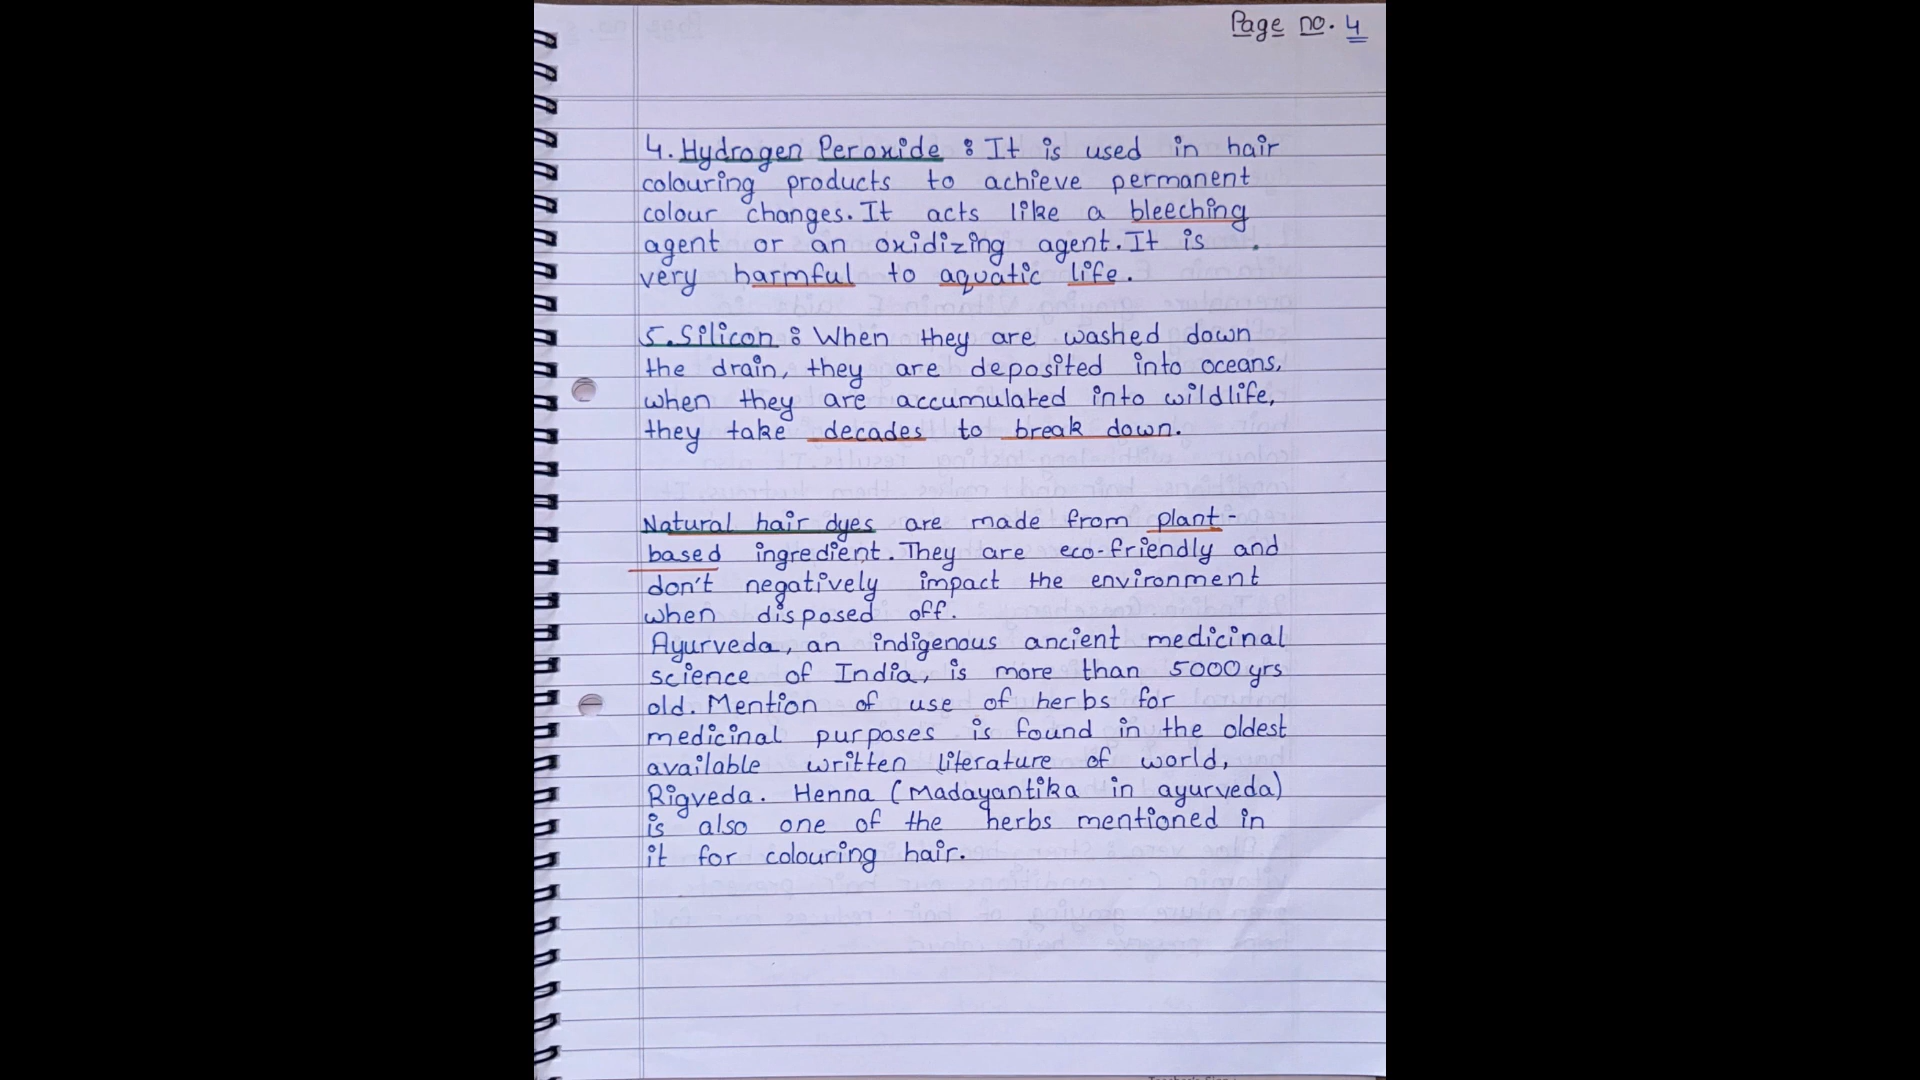 Page no. 4
4. Hydrogen Peroxide : It is used in hair
colouring products to achieve permanent
colour changes. It acts like a bleeching
agent or an oxidizing agent. It is
very harmful to aquatic life.
5. Silicon : When they are washed down
the drain, they are deposited into oceans,
when they are accumulated into wildlife,
they take decades to break down.
Natural hair dyes are made from plant-
based ingredient. They are eco-friendly and
don't negatively impact the environment
when disposed off.
Ayurveda, an indigenous ancient medicinal
science of India, is more than 5000 yrs
old. Mention of use of herbs for
medicinal purposes is found in the oldest
available written literature of world,
Rigveda. Henna (Madayantika in ayurveda)
is also one of the herbs mentioned in
it for colouring hair.